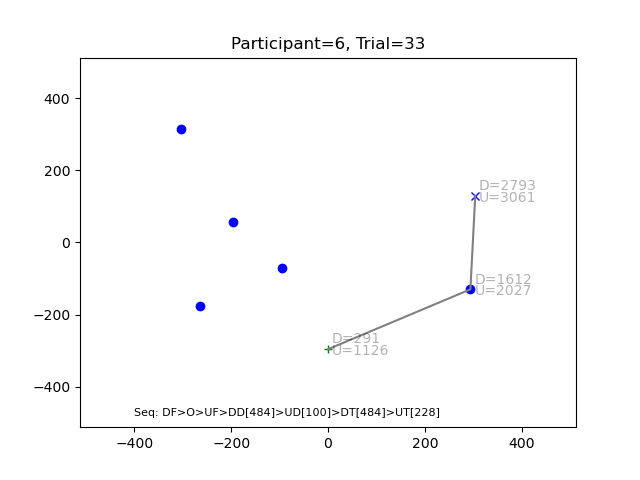 Participant=6, Trial=33
400
200
0
−200
−400
D=2793
U=3061
D=1612
U=2027
D=291
U=1126
Seq: DF>O>UF>DD[484]>UD[100]>DT[484]>UT[228]
−400 −200 0 200 400